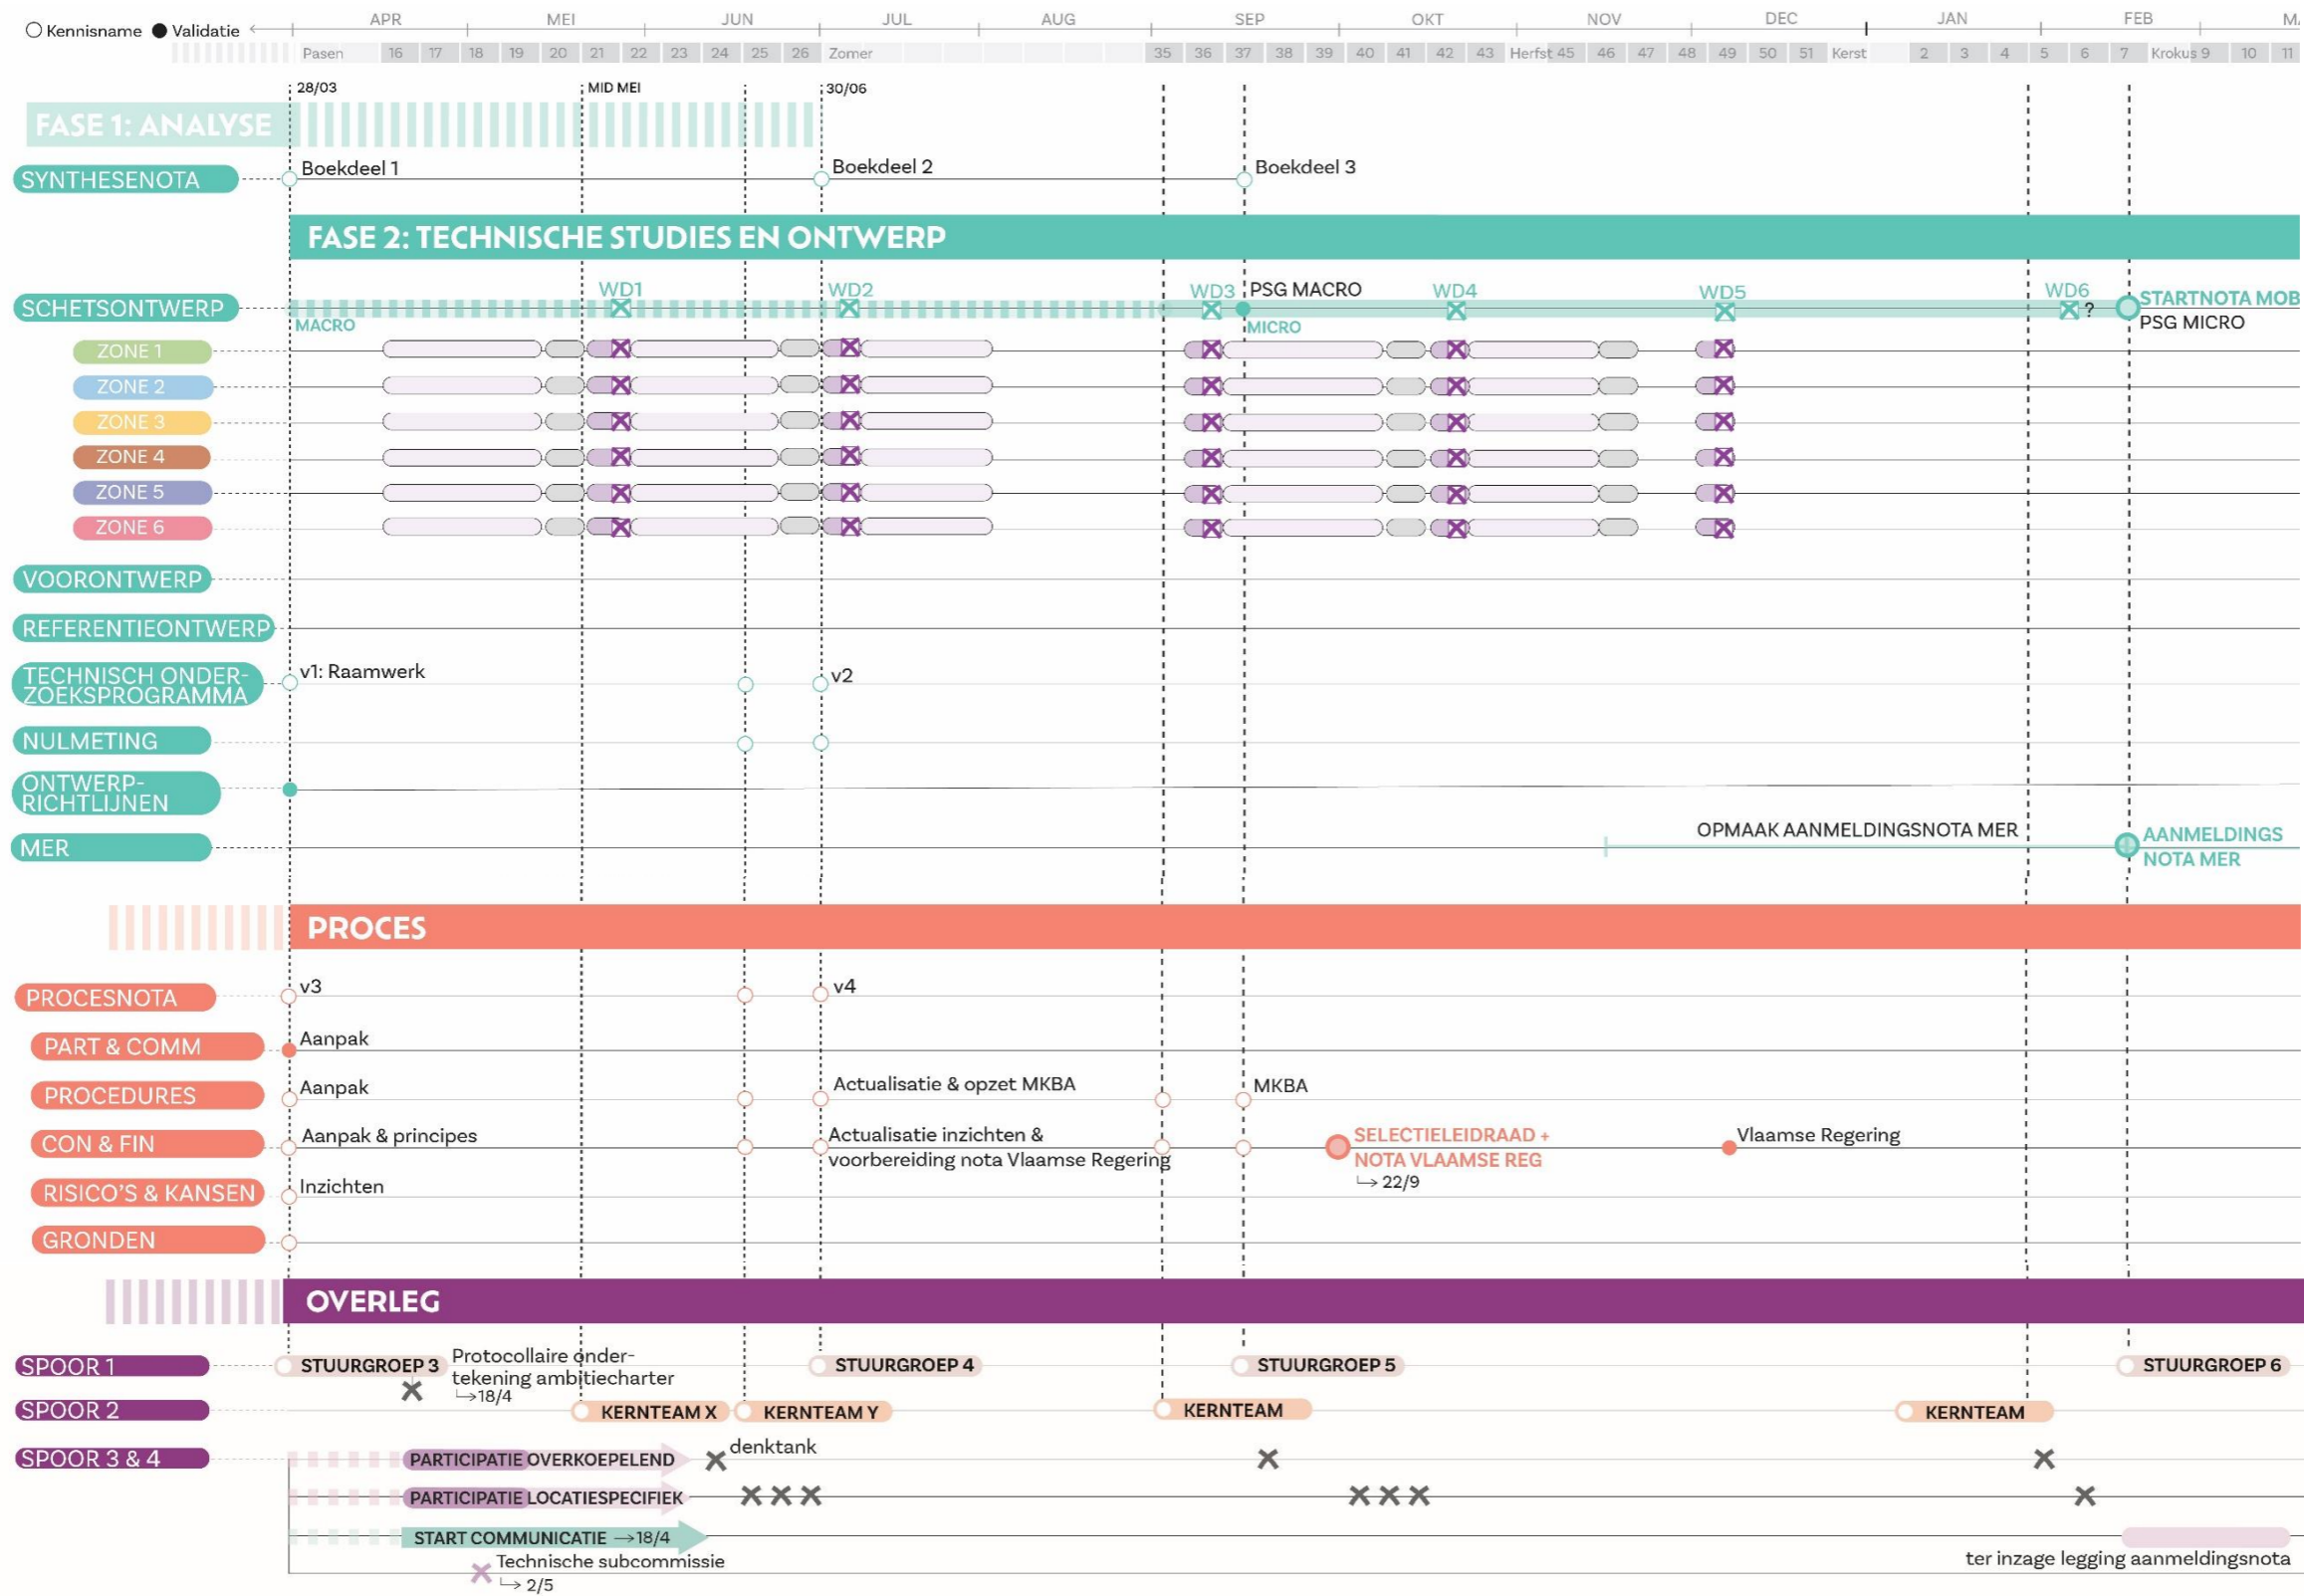 Kennisname Validatie
APR MEI JUN JUL AUG SEP OKT NOV DEC JAN FEB
Pasen 16 17 18 19 20 21 22 23 24 25 26 Zomer 35 36 37 38 39 40 41 42 43 Herfst 45 46 47 48 49 50 51 Kerst 2 3 4 5 6 7 Krokus 9 10 11
28/03 MID MEI 30/06
FASE 1: ANALYSE
SYNTHESENOTA Boekdeel 1 Boekdeel 2 Boekdeel 3
FASE 2: TECHNISCHE STUDIES EN ONTWERP
WD1 WD2 WD3 PSG MACRO WD4 WD5 WD6 ?
SCHETSONTWERP STARTNOTA MOB
MACRO MICRO PSG MICRO
ZONE 1
ZONE 2
ZONE 3
ZONE 4
ZONE 5
ZONE 6
VOORONTWERP
REFERENTIEONTWERP
TECHNISCH ONDER-
ZOEKSPROGRAMMA
v1: Raamwerk v2
NULMETING
ONTWERP-
RICHTLIJNEN
MER
OPMAAK AANMELDINGSNOTA MER
AANMELDINGS
NOTA MER
PROCES
PROCESNOTA v3 v4
PART & COMM Aanpak
PROCEDURES Aanpak Actualisatie & opzet MKBA MKBA
CON & FIN Aanpak & principes
Actualisatie inzichten &
voorbereiding nota Vlaamse Regering
SELECTIELEIDRAAD +
NOTA VLAAMSE REG
↳ 22/9
Vlaamse Regering
RISICO'S & KANSEN Inzichten
GRONDEN
OVERLEG
SPOOR 1 STUURGROEP 3
Protocollaire onder-
tekening ambitiecharter
↳ 18/4
STUURGROEP 4 STUURGROEP 5 STUURGROEP 6
SPOOR 2 KERNTEAM X KERNTEAM Y KERNTEAM KERNTEAM
SPOOR 3 & 4 PARTICIPATIE OVERKOEPELEND denktank
PARTICIPATIE LOCATIESPECIFIEK
START COMMUNICATIE → 18/4
Technische subcommissie
↳ 2/5
ter inzage legging aanmeldingsnota